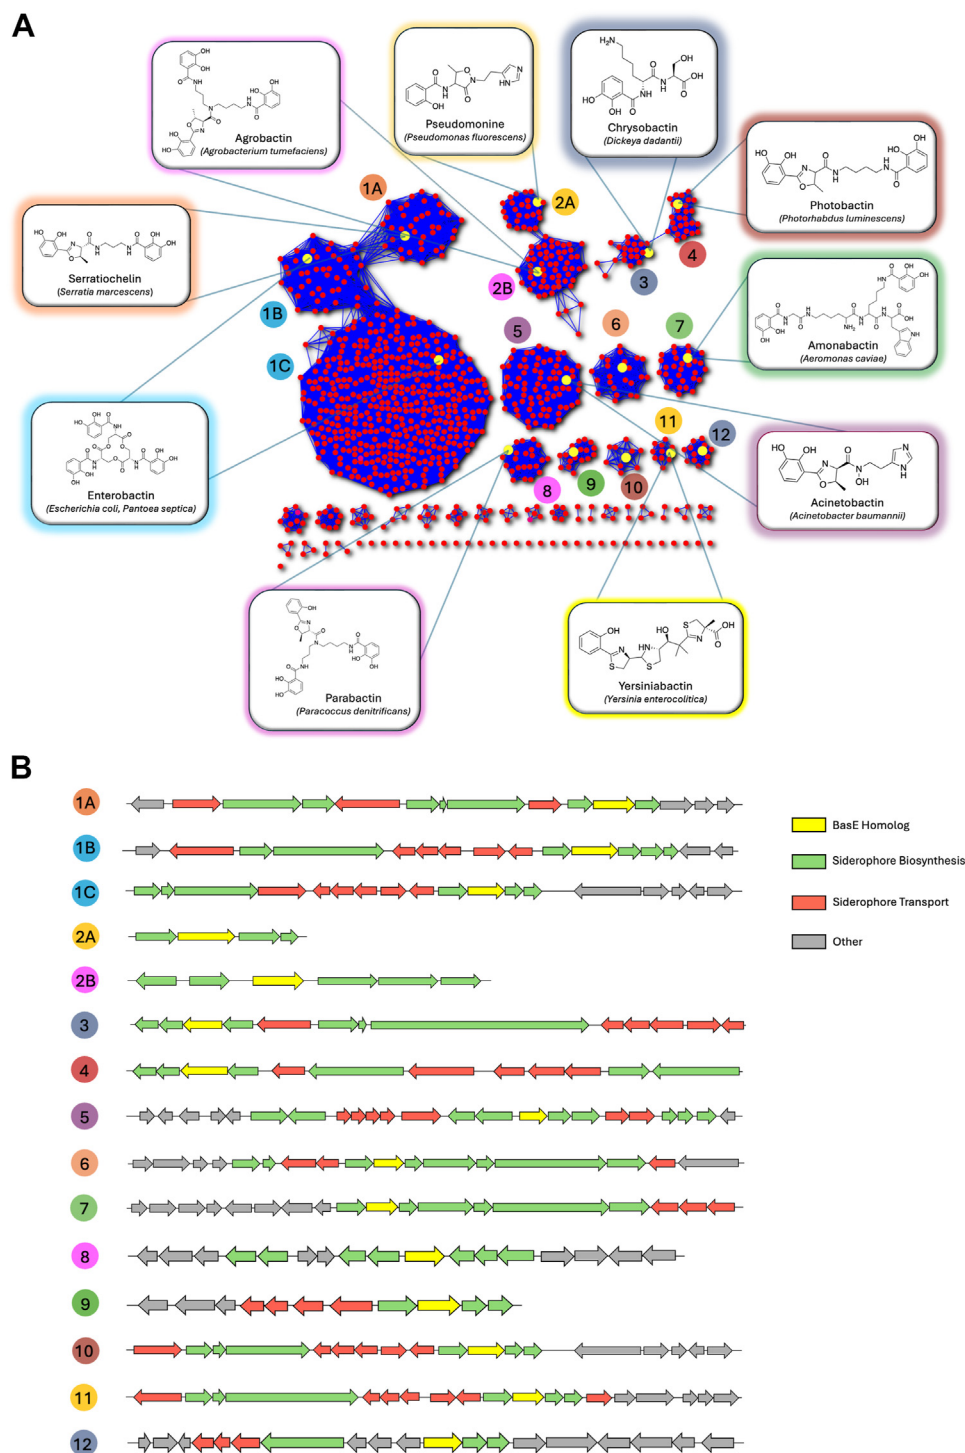 A
Agrobactin
(Agrobacterium tumefaciens)
Pseudomonine
(Pseudomonas fluorescens)
Chrysobactin
(Dickeya dadantii)
Photobactin
(Photorhabdus luminescens)
Serratiochelin
(Serratia marcescens)
Amonabactin
(Aeromonas caviae)
Enterobactin
(Escherichia coli, Pantoea septica)
Acinetobactin
(Acinetobacter baumannii)
Parabactin
(Paracoccus denitrificans)
Yersiniabactin
(Yersinia enterocolitica)
1A
2A
4
3
2B
1B
5
6
7
1C
11
12
8
9
10
B
1A
1B
1C
2A
2B
3
4
5
6
7
8
9
10
11
12
BasE Homolog
Siderophore Biosynthesis
Siderophore Transport
Other